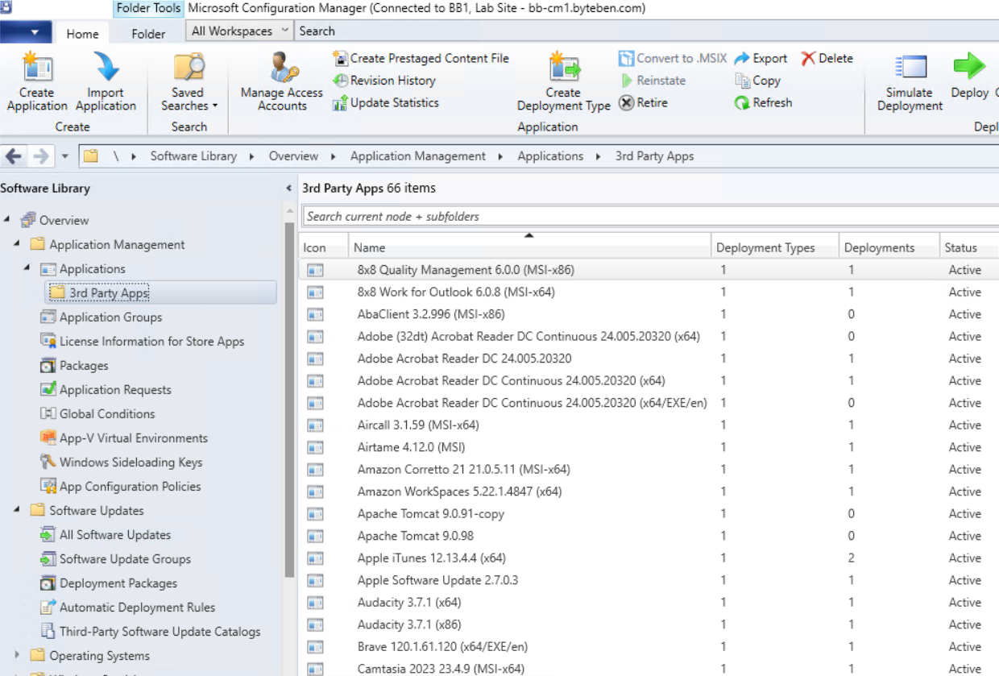 Folder Tools Microsoft Configuration Manager (Connected to BB1, Lab Site - bb-cm1.byteben.com)
Home Folder All Workspaces Search
Create Application
Import Application
Create
Saved Searches
Search
Manage Access Accounts
Create Prestaged Content File
Revision History
Update Statistics
Create Deployment Type
Convert to .MSIX
Reinstate
Retire
Export
Copy
Refresh
Delete
Application
Simulate Deployment
Deploy
Depl
\ Software Library Overview Application Management Applications 3rd Party Apps
Software Library
Overview
Application Management
Applications
3rd Party Apps
Application Groups
License Information for Store Apps
Packages
Application Requests
Global Conditions
App-V Virtual Environments
Windows Sideloading Keys
App Configuration Policies
Software Updates
All Software Updates
Software Update Groups
Deployment Packages
Automatic Deployment Rules
Third-Party Software Update Catalogs
Operating Systems
3rd Party Apps 66 items
Search current node + subfolders
Icon Name Deployment Types Deployments Status
8x8 Quality Management 6.0.0 (MSI-x86) 1 1 Active
8x8 Work for Outlook 6.0.8 (MSI-x64) 1 1 Active
AbaClient 3.2.996 (MSI-x86) 1 0 Active
Adobe (32dt) Acrobat Reader DC Continuous 24.005.20320 (x64) 1 0 Active
Adobe Acrobat Reader DC 24.005.20320 1 1 Active
Adobe Acrobat Reader DC Continuous 24.005.20320 (x64) 1 1 Active
Adobe Acrobat Reader DC Continuous 24.005.20320 (x64/EXE/en) 1 0 Active
Aircall 3.1.59 (MSI-x64) 1 1 Active
Airtame 4.12.0 (MSI) 1 1 Active
Amazon Corretto 21 21.0.5.11 (MSI-x64) 1 1 Active
Amazon WorkSpaces 5.22.1.4847 (x64) 1 1 Active
Apache Tomcat 9.0.91-copy 1 0 Active
Apache Tomcat 9.0.98 1 0 Active
Apple iTunes 12.13.4.4 (x64) 1 2 Active
Apple Software Update 2.7.0.3 1 1 Active
Audacity 3.7.1 (x64) 1 1 Active
Audacity 3.7.1 (x86) 1 1 Active
Brave 120.1.61.120 (x64/EXE/en) 1 1 Active
Camtasia 2023 23.4.9 (MSI-x64) 1 1 Active